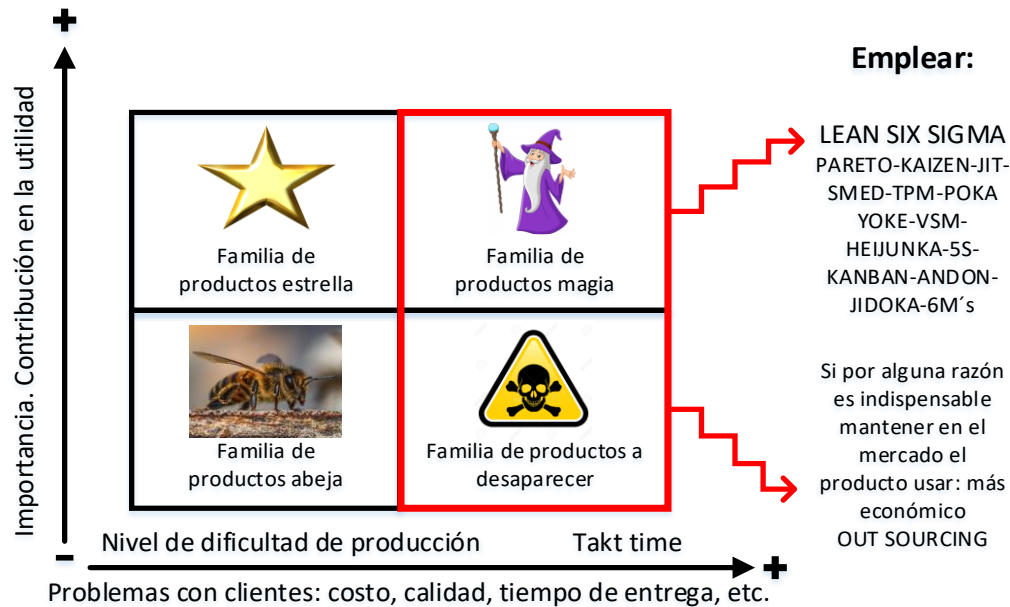 +
Importancia. Contribución en la utilidad
-
Familia de
productos estrella
Familia de
productos magia
Familia de
productos abeja
Familia de productos a
desaparecer
Nivel de dificultad de producción
Takt time
+
Problemas con clientes: costo, calidad, tiempo de entrega, etc.
Emplear:
LEAN SIX SIGMA
PARETO-KAIZEN-JIT-
SMED-TPM-POKA
YOKE-VSM-
HEIJUNKA-5S-
KANBAN-ANDON-
JIDOKA-6M´s
Si por alguna razón
es indispensable
mantener en el
mercado el
producto usar: más
económico
OUT SOURCING